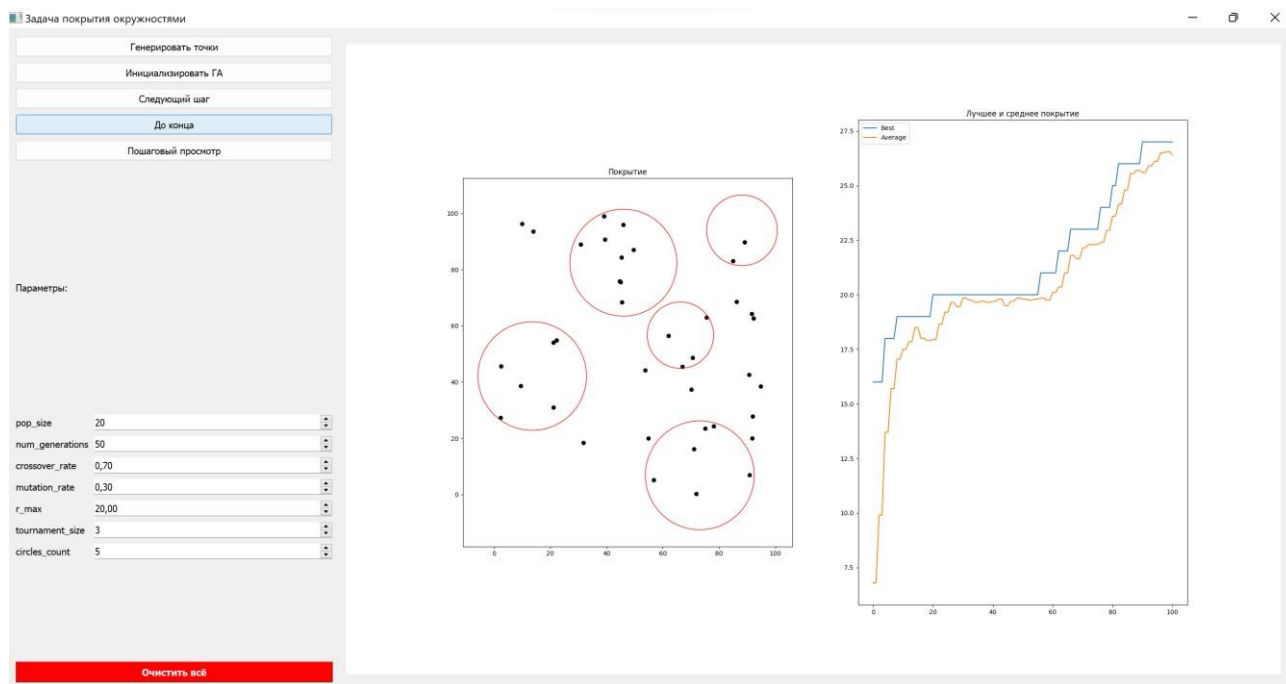 Задача покрытия окружностями
Генерировать точки
Инициализировать ГА
Следующий шаг
До конца
Пошаговый просмотр
Параметры:
pop_size 20
num_generations 50
crossover_rate 0,70
mutation_rate 0,30
r_max 20,00
tournament_size 3
circles_count 5
Очистить всё
Покрытие
100
80
60
40
20
0
0 20 40 60 80 100
Лучшее и среднее покрытие
Best
Average
27.5
25.0
22.5
20.0
17.5
15.0
12.5
10.0
7.5
0 20 40 60 80 100